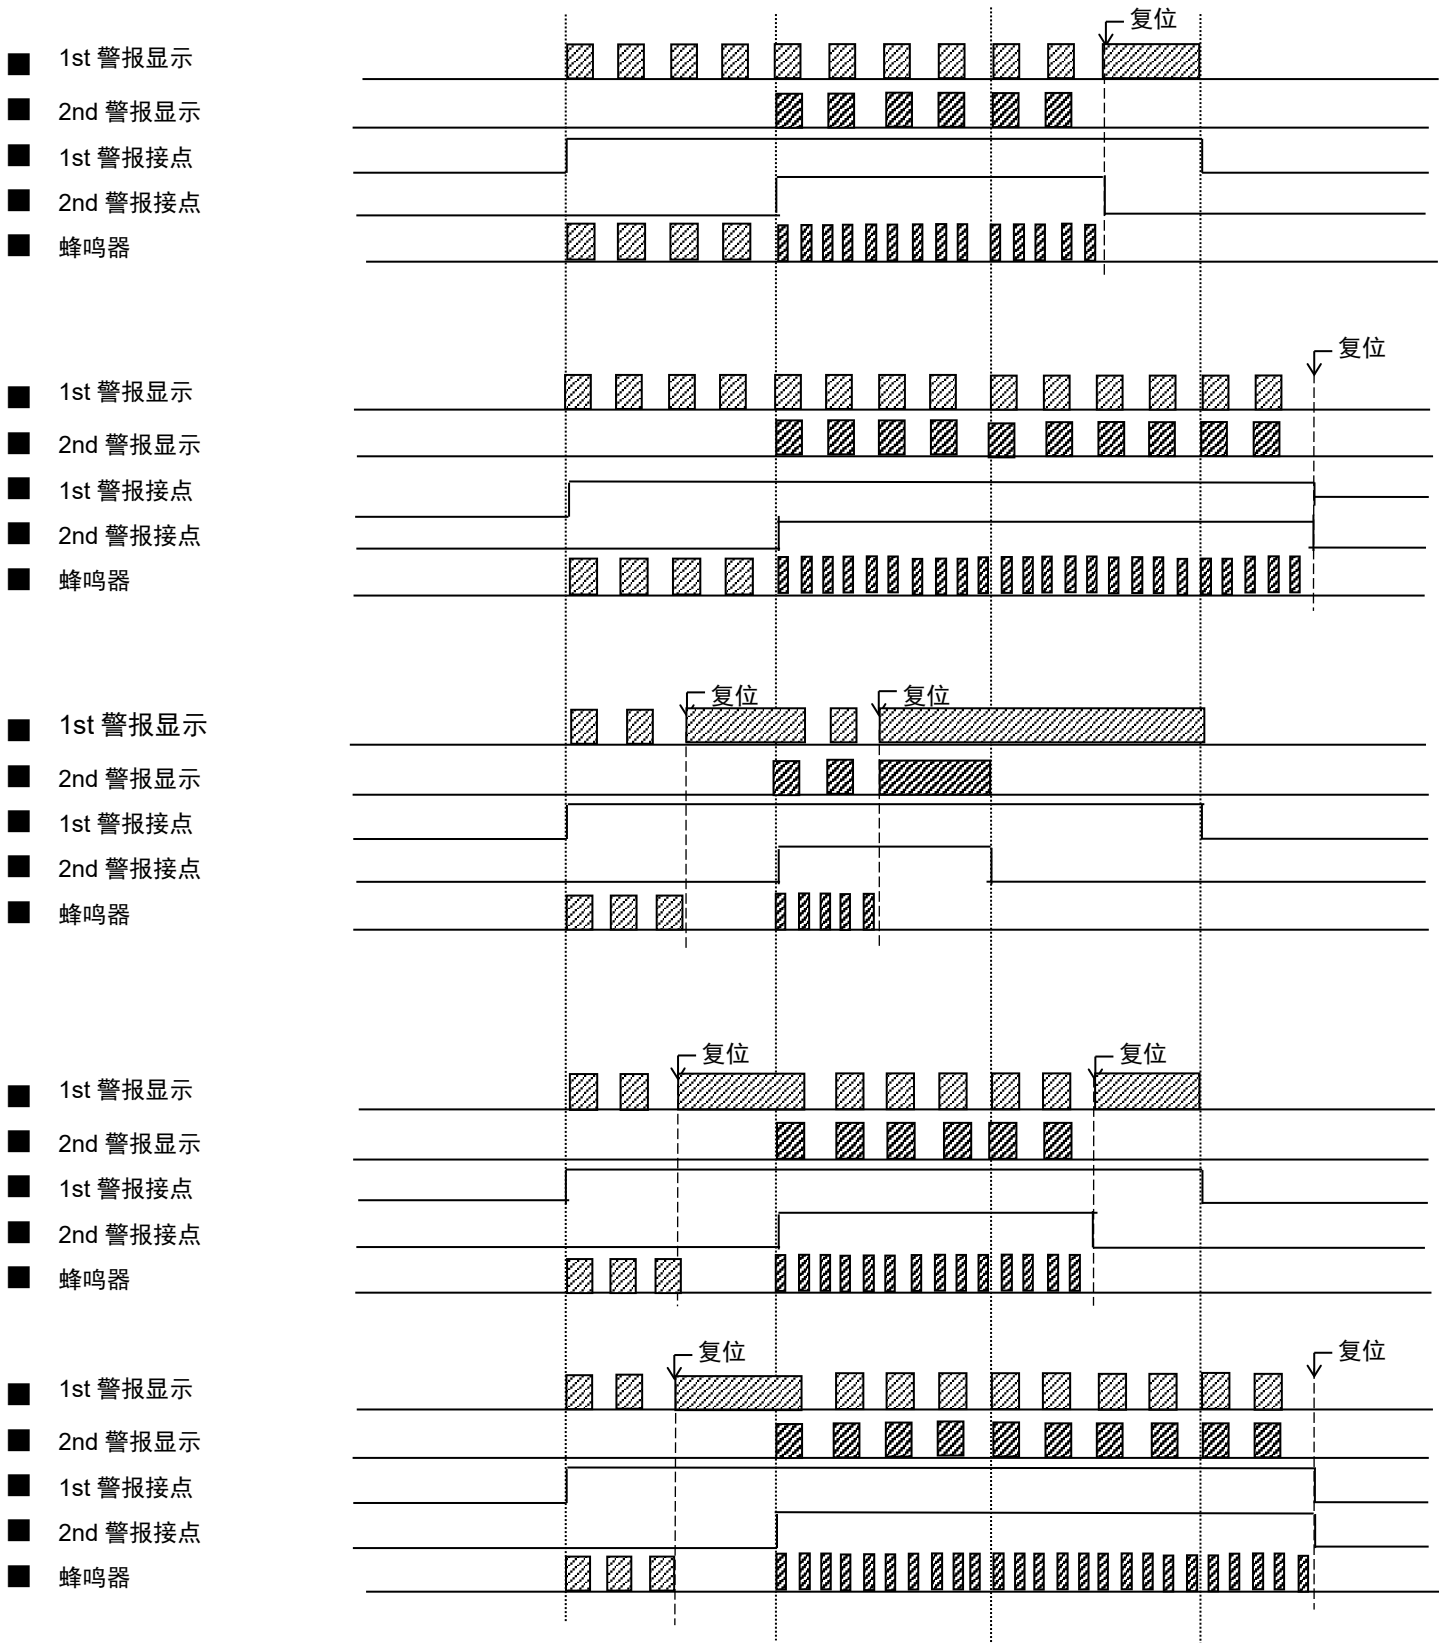 复位
1st 警报显示
2nd 警报显示
1st 警报接点
2nd 警报接点
蜂鸣器
复位
1st 警报显示
2nd 警报显示
1st 警报接点
2nd 警报接点
蜂鸣器
复位 复位
1st 警报显示
2nd 警报显示
1st 警报接点
2nd 警报接点
蜂鸣器
复位 复位
1st 警报显示
2nd 警报显示
1st 警报接点
2nd 警报接点
蜂鸣器
复位 复位
1st 警报显示
2nd 警报显示
1st 警报接点
2nd 警报接点
蜂鸣器